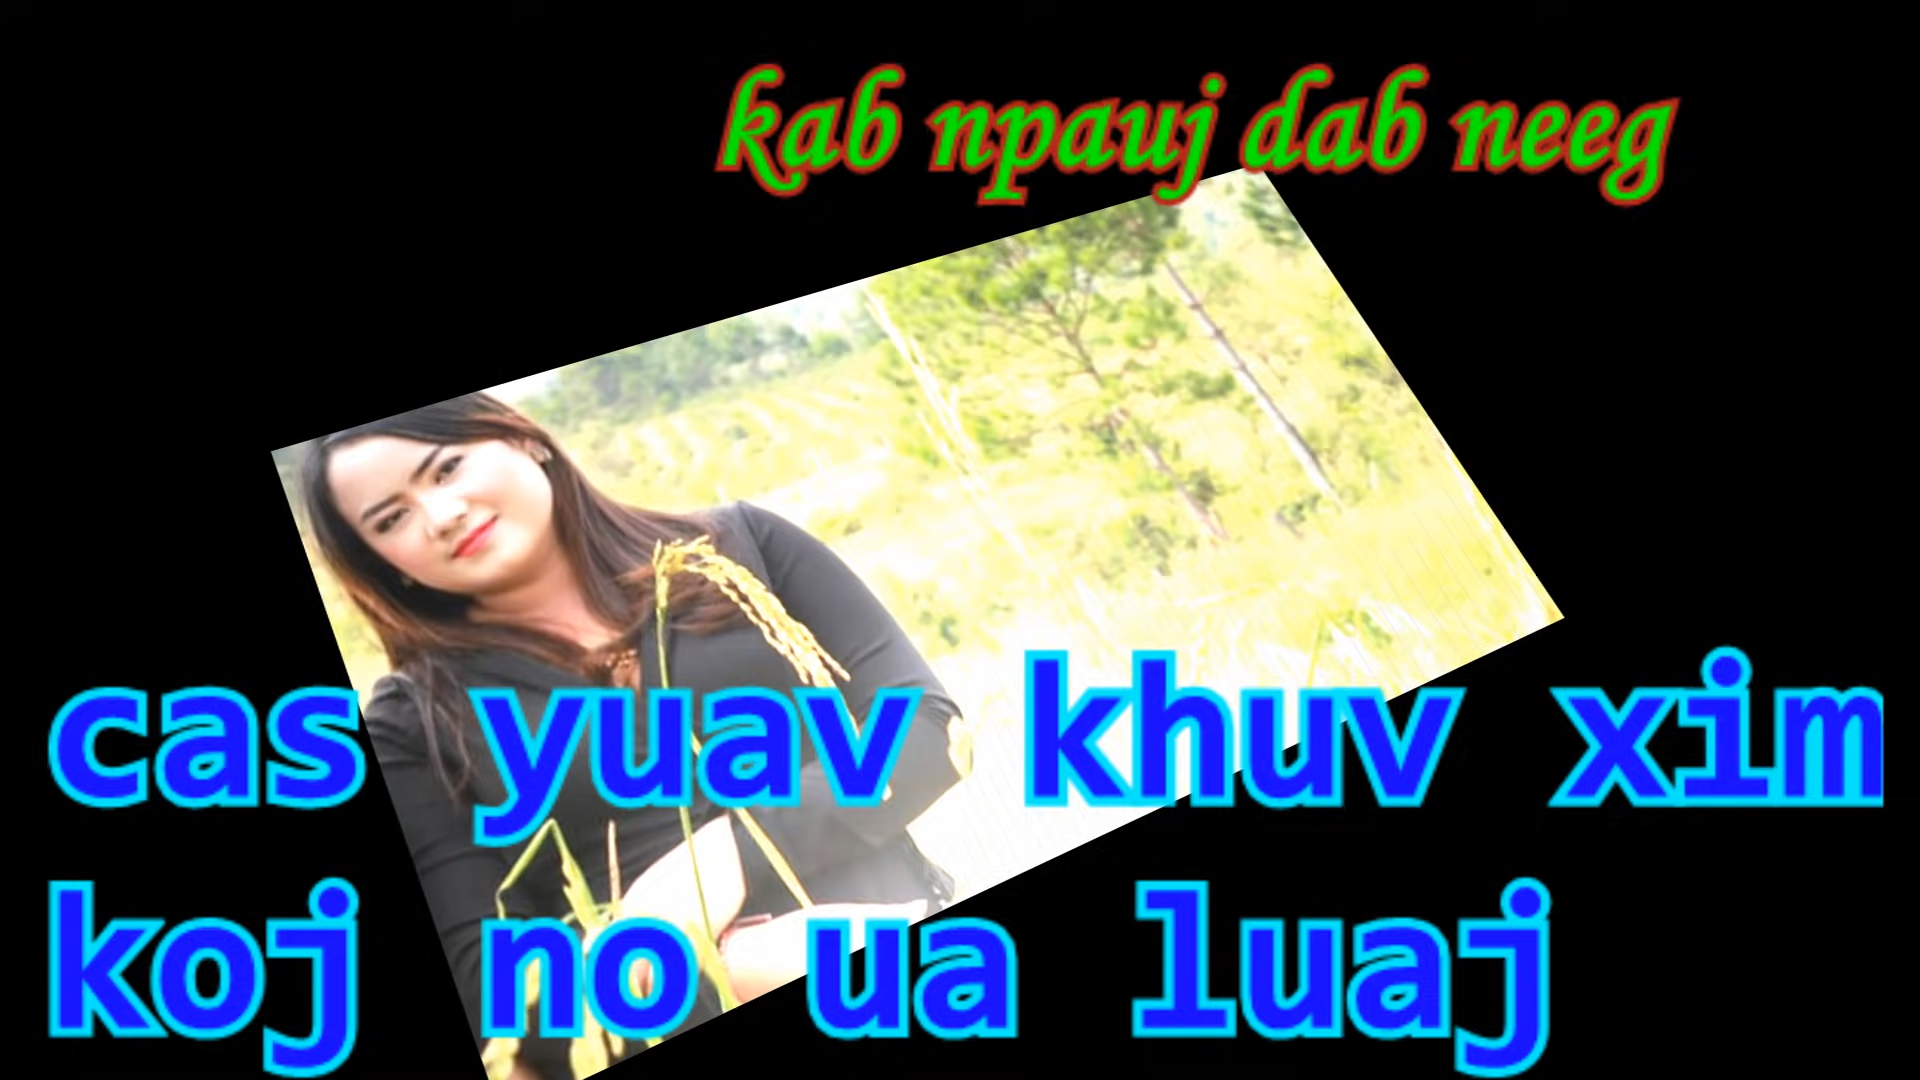 kab npauj dab neeg
cas yuav khuv xim
koj no ua luaj